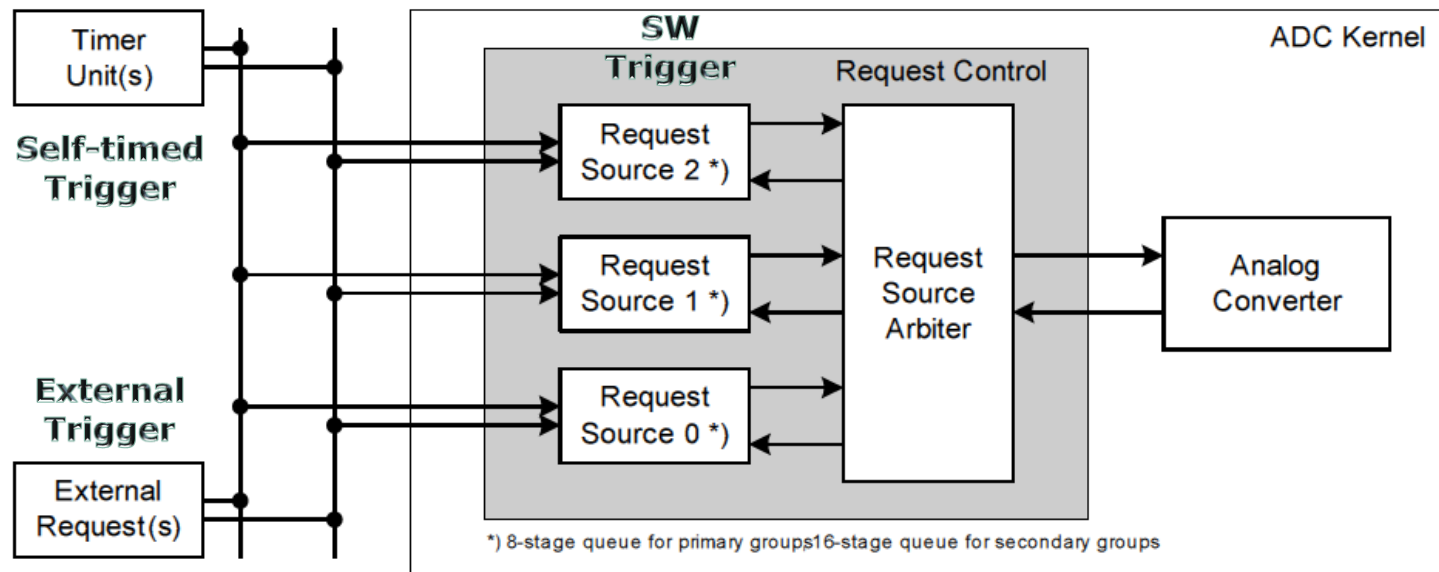 Timer
Unit(s)
Self-timed
Trigger
External
Trigger
External
Request(s)
SW
Trigger
Request Control
ADC Kernel
Request
Source 2 *)
Request
Source 1 *)
Request
Source 0 *)
Request
Source
Arbiter
Analog
Converter
*) 8-stage queue for primary groups,16-stage queue for secondary groups